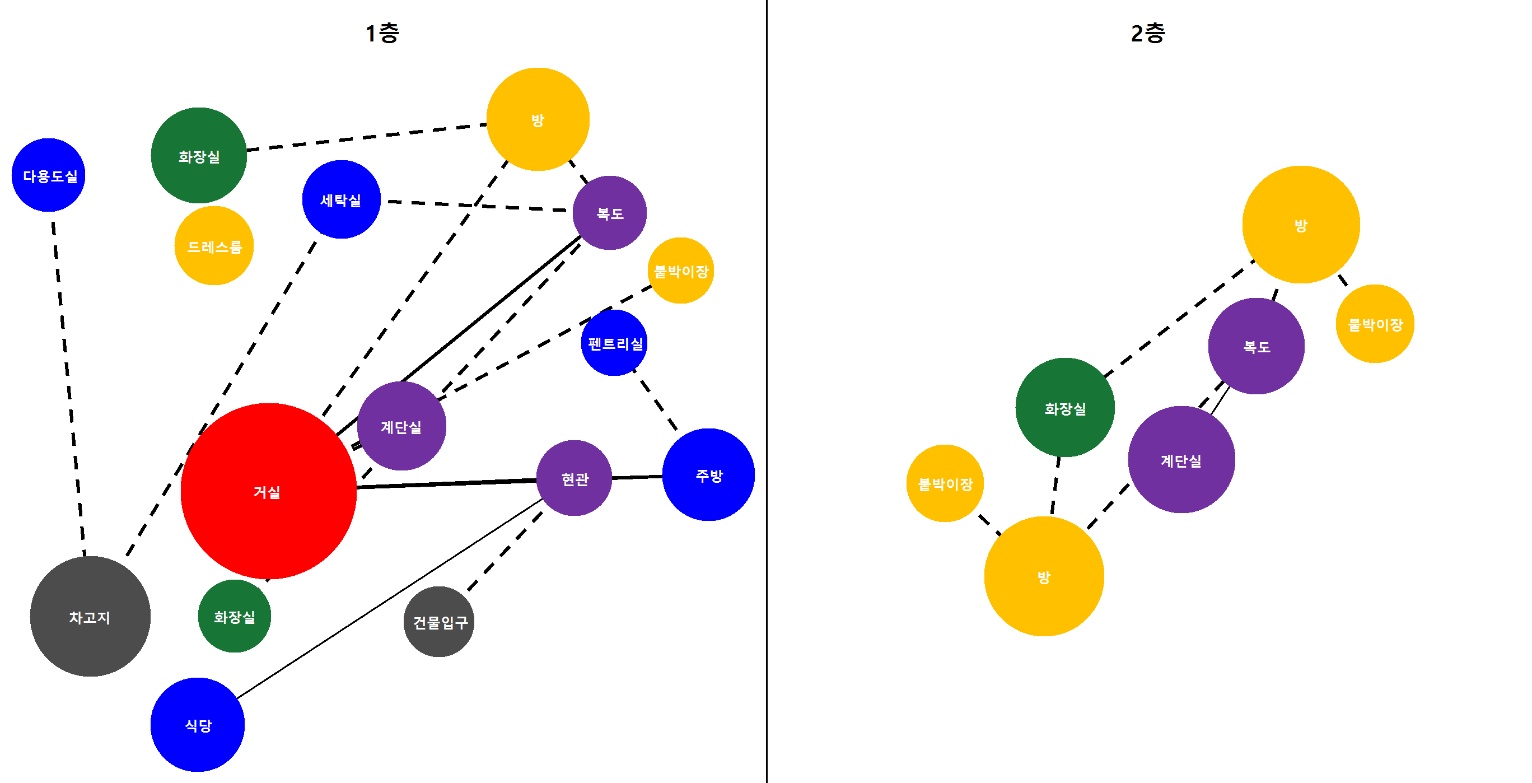 1층
방
화장실
다용도실
세탁실
복도
드레스룸
붙박이장
펜트리실
계단실
거실
현관
주방
차고지
화장실
건물입구
식당
2층
방
붙박이장
복도
화장실
계단실
붙박이장
방